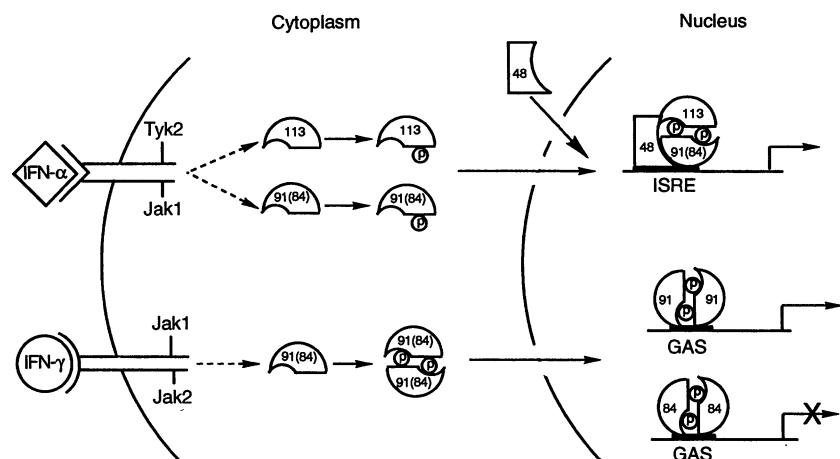 Cytoplasm
Nucleus
48
113
113
113
Tyk2
IFN-α
48
91(84)
P
P
P
ISRE
Jak1
91(84)
91(84)
P
91
P
P
91
GAS
Jak1
IFN-γ
Jak2
91(84)
91(84)
P
P
91(84)
84
P
P
84
X
GAS